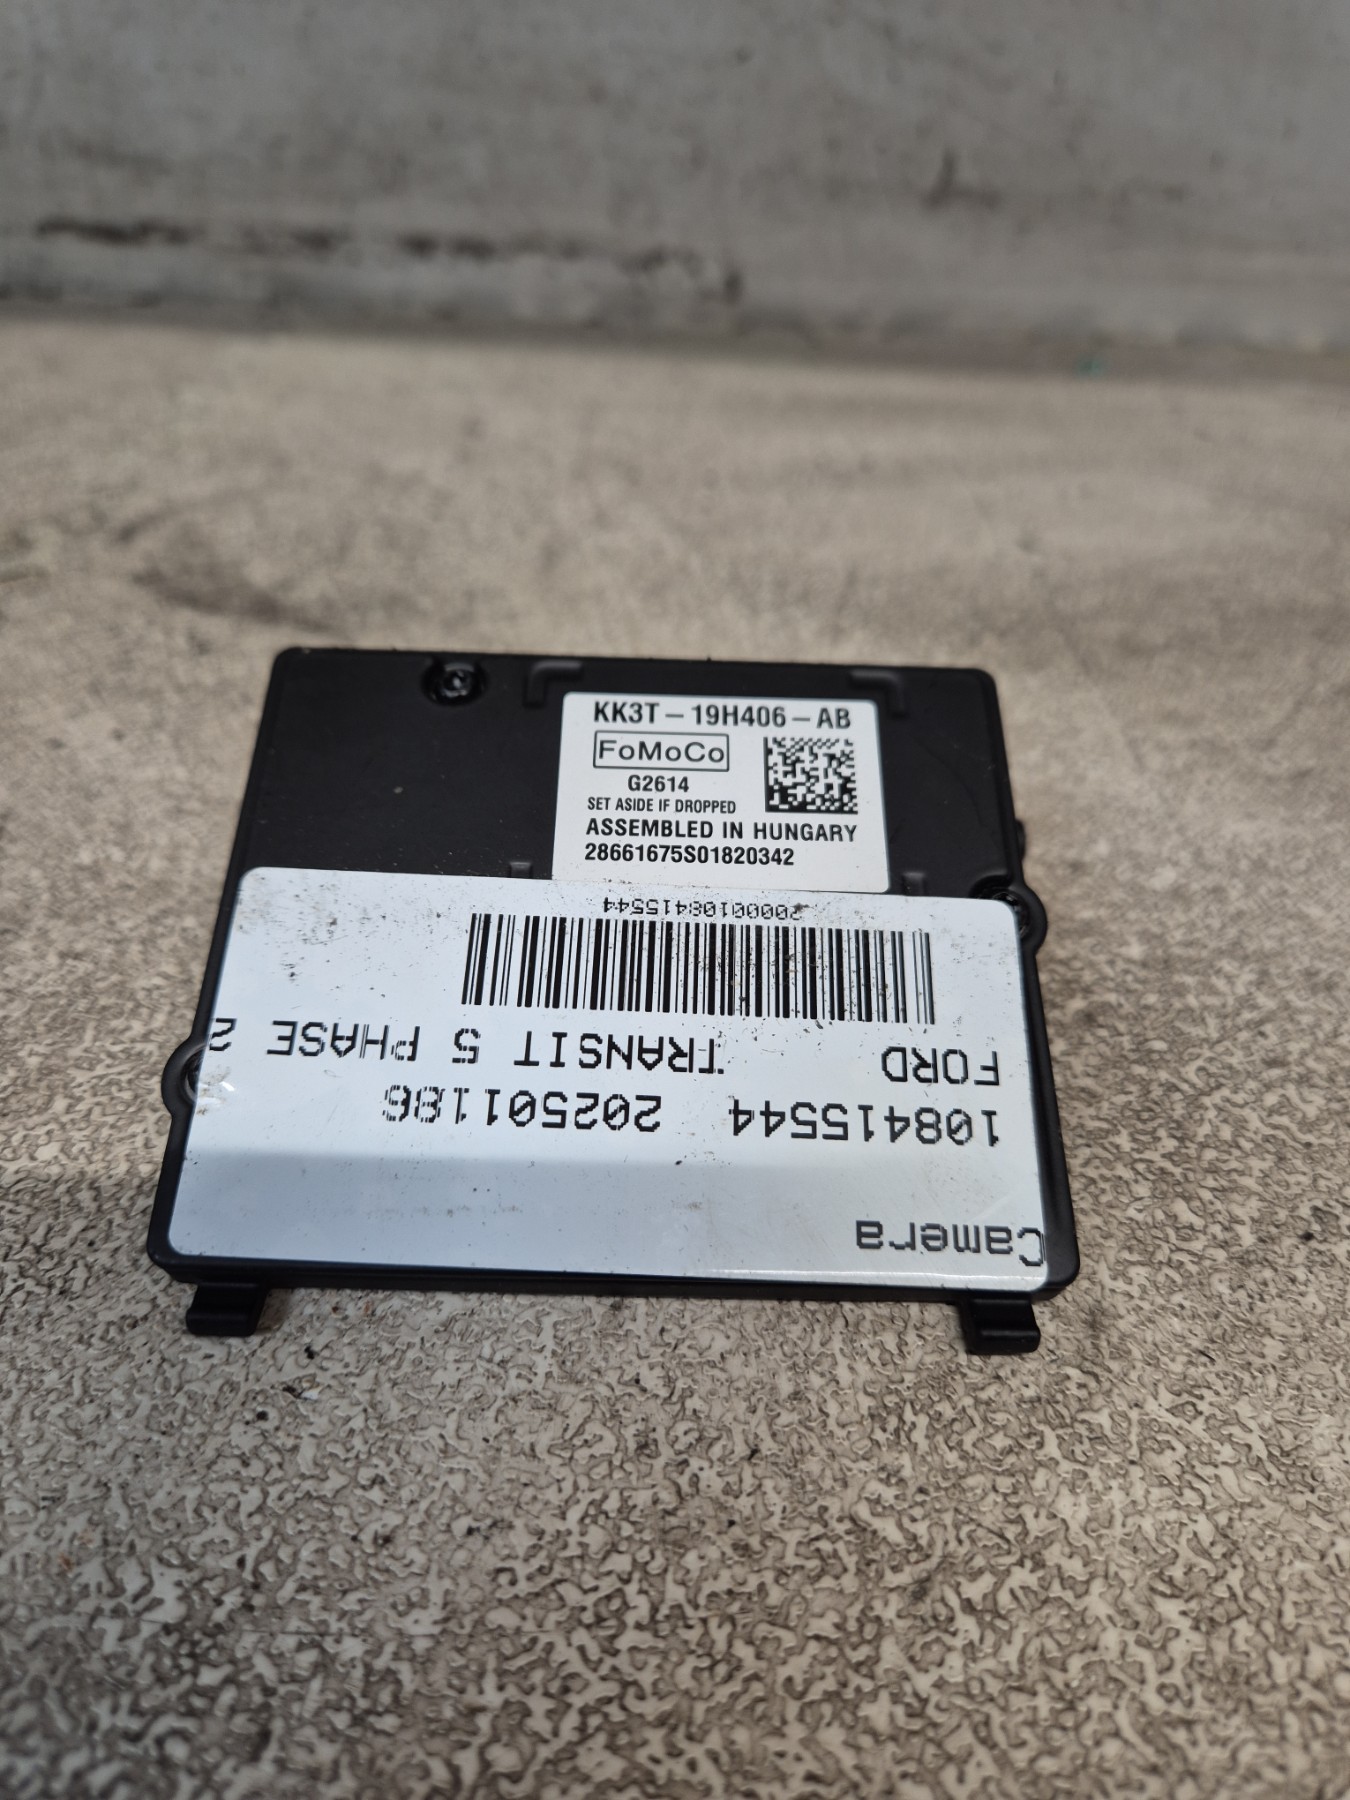 KK3T-19H406-AB
FoMoCo
G2614
SET ASIDE IF DROPPED
ASSEMBLED IN HUNGARY
28661675S01820342
Camera
108415544 202501186
FORD TRANSIT 5 PHASE 2
200000108415544